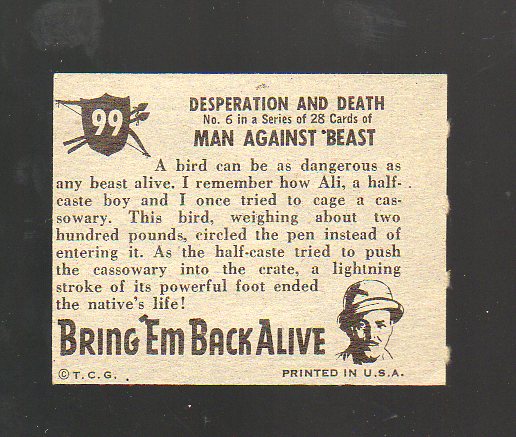 99
DESPERATION AND DEATH
No. 6 in a Series of 28 Cards of
MAN AGAINST BEAST
A bird can be as dangerous as
any beast alive. I remember how Ali, a half-
caste boy and I once tried to cage a cas-
sowary. This bird, weighing about two
hundred pounds, circled the pen instead of
entering it. As the half-caste tried to push
the cassowary into the crate, a lightning
stroke of its powerful foot ended
the native's life!
BRING 'EM BACK ALIVE
© T.C.G.
PRINTED IN U.S.A.